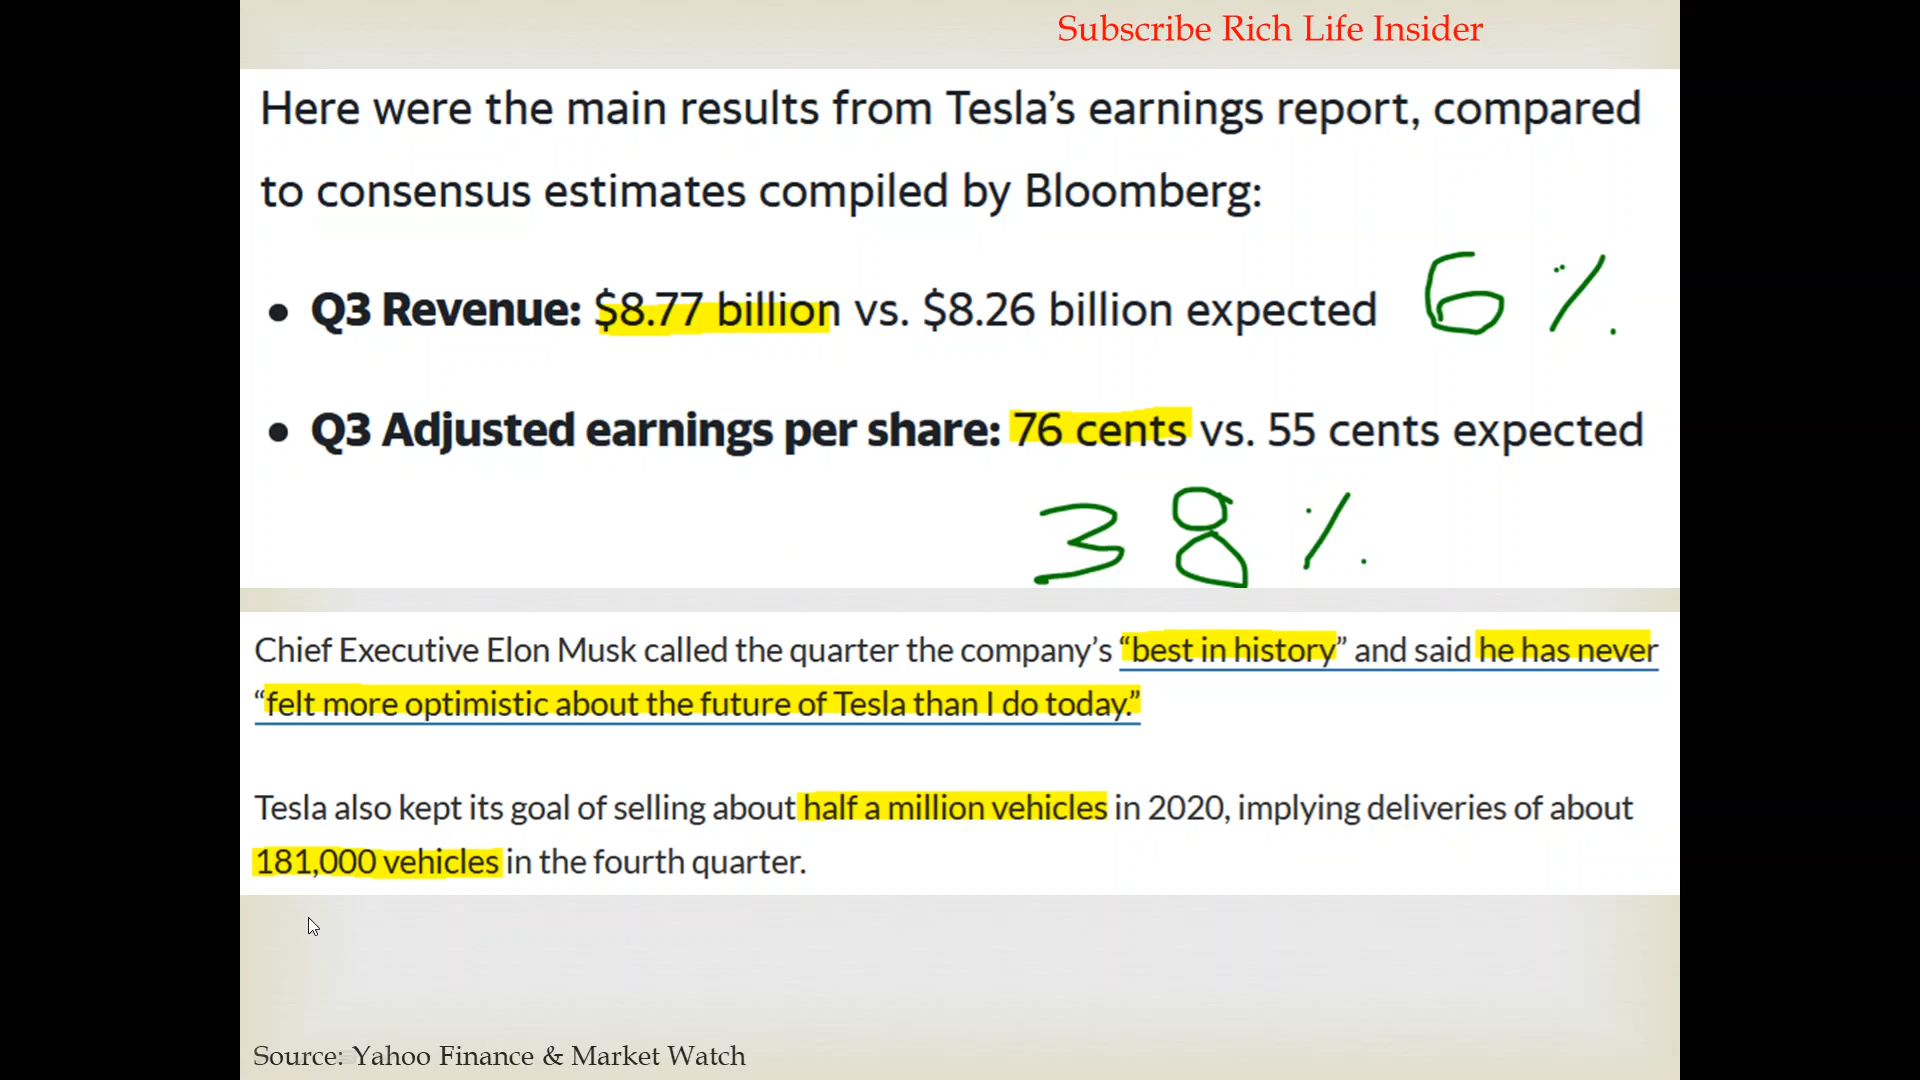 Subscribe Rich Life Insider
Here were the main results from Tesla’s earnings report, compared
to consensus estimates compiled by Bloomberg:
• Q3 Revenue: $8.77 billion vs. $8.26 billion expected 6%
• Q3 Adjusted earnings per share: 76 cents vs. 55 cents expected
38%
Chief Executive Elon Musk called the quarter the company’s “best in history” and said he has never
“felt more optimistic about the future of Tesla than I do today.”
Tesla also kept its goal of selling about half a million vehicles in 2020, implying deliveries of about
181,000 vehicles in the fourth quarter.
Source: Yahoo Finance & Market Watch